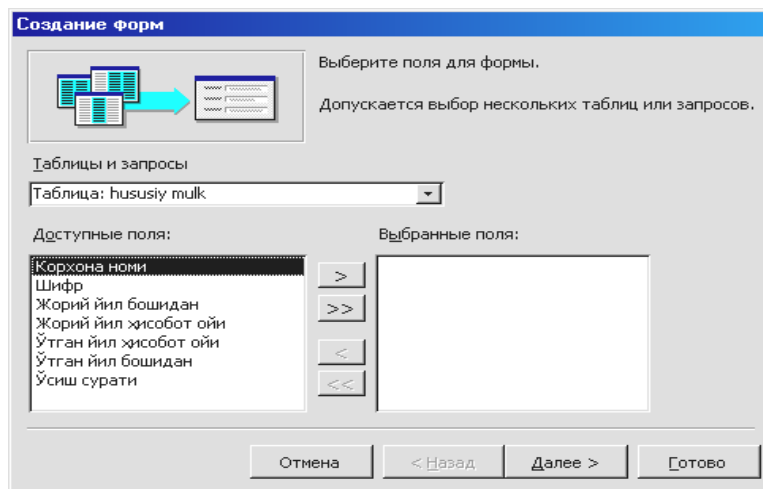 Создание форм
Выберите поля для формы.
Допускается выбор нескольких таблиц или запросов.
Таблицы и запросы
Таблица: hususiy mulk
Доступные поля:
Выбранные поля:
Корхона номи
Шифр
Жорий йил бошидан
Жорий йил ҳисобот ойи
Ўтган йил ҳисобот ойи
Ўтган йил бошидан
Ўсиш сурати
>
>>
<
<<
Отмена
< Назад
Далее >
Готово